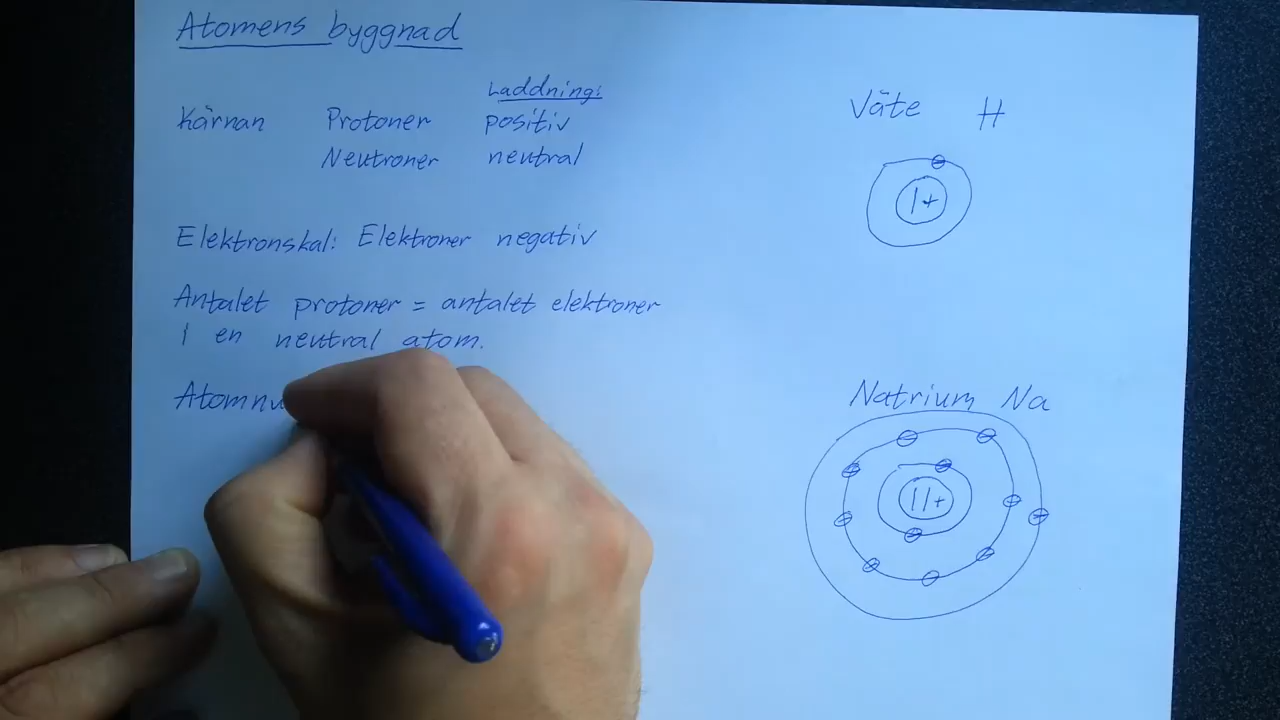 Atomens byggnad
Laddning:
Kärnan Protoner positiv
Neutroner neutral
Elektronskal: Elektroner negativ
Antalet protoner = antalet elektroner
I en neutral atom.
Väte H
1+
Natrium Na
11+